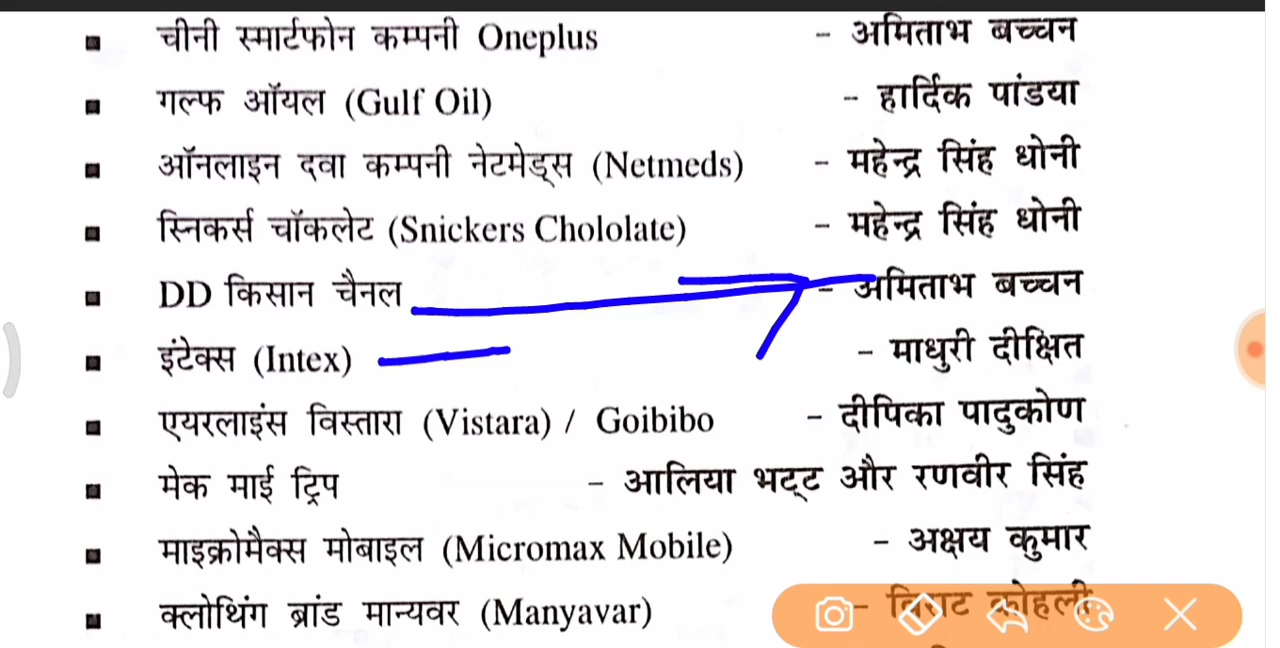 ▪ चीनी स्मार्टफोन कम्पनी Oneplus – अमिताभ बच्चन
▪ गल्फ ऑयल (Gulf Oil) – हार्दिक पांडया
▪ ऑनलाइन दवा कम्पनी नेटमेड्स (Netmeds) – महेन्द्र सिंह धोनी
▪ स्निकर्स चॉकलेट (Snickers Chololate) – महेन्द्र सिंह धोनी
▪ DD किसान चैनल – अमिताभ बच्चन
▪ इंटेक्स (Intex) – माधुरी दीक्षित
▪ एयरलाइंस विस्तारा (Vistara) / Goibibo – दीपिका पादुकोण
▪ मेक माई ट्रिप – आलिया भट्ट और रणवीर सिंह
▪ माइक्रोमैक्स मोबाइल (Micromax Mobile) – अक्षय कुमार
▪ क्लोथिंग ब्रांड मान्यवर (Manyavar) – विराट कोहली